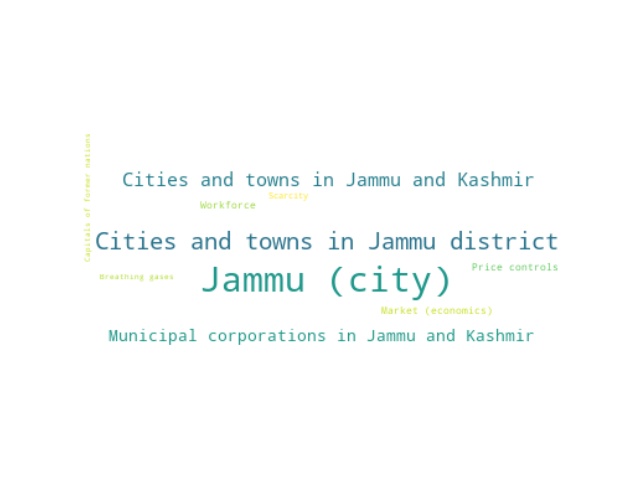 Capitals of former nations
Cities and towns in Jammu and Kashmir
Scarcity
Workforce
Cities and towns in Jammu district
Price controls
Breathing gases
Jammu (city)
Market (economics)
Municipal corporations in Jammu and Kashmir